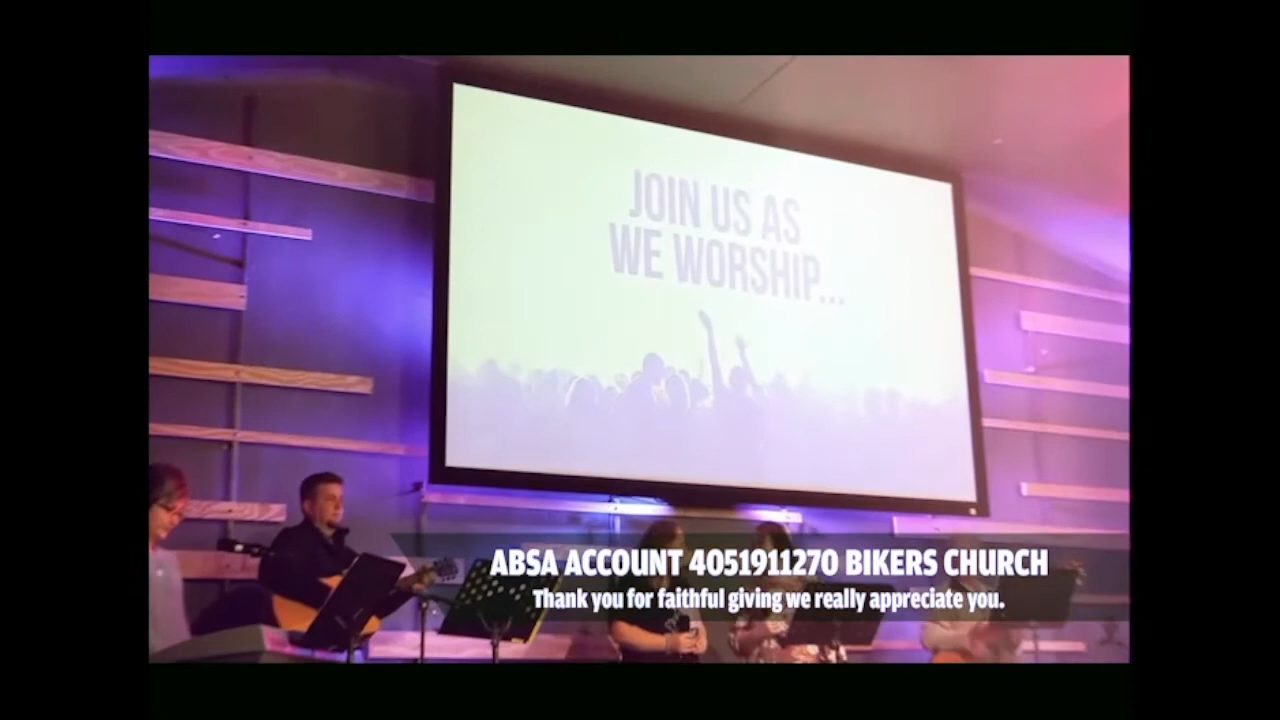 JOIN US AS
WE WORSHIP...
ABSA ACCOUNT 4051911270 BIKERS CHURCH
Thank you for faithful giving we really appreciate you.